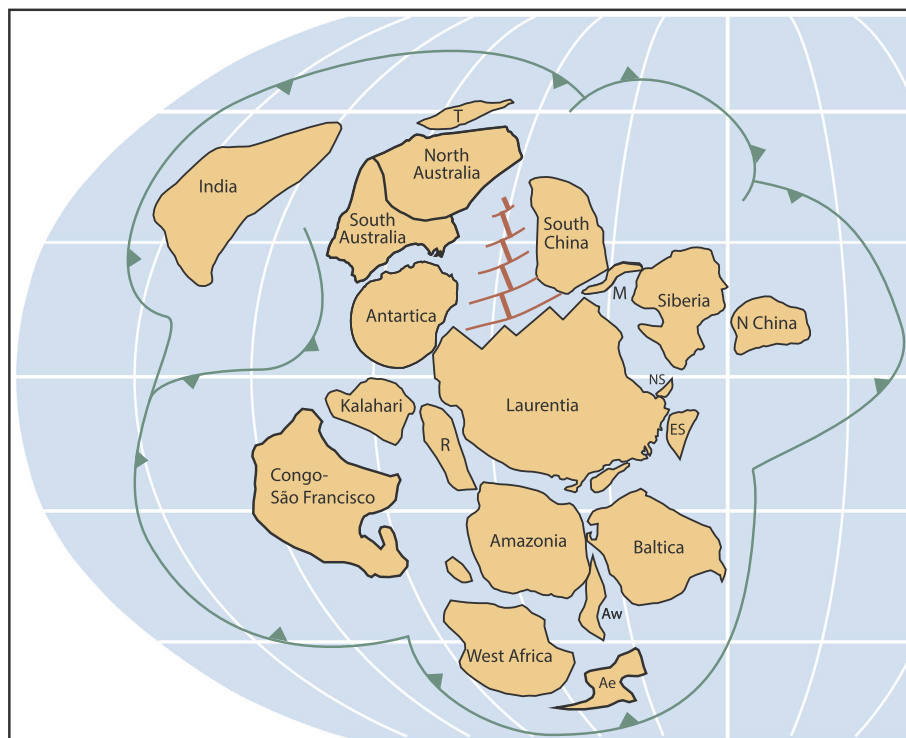 T
North
Australia
India
South
Australia
South
China
M
Siberia
N China
Antartica
NS
Kalahari
Laurentia
R
ES
Congo-
São Francisco
Amazonia
Baltica
Aw
West Africa
Ae